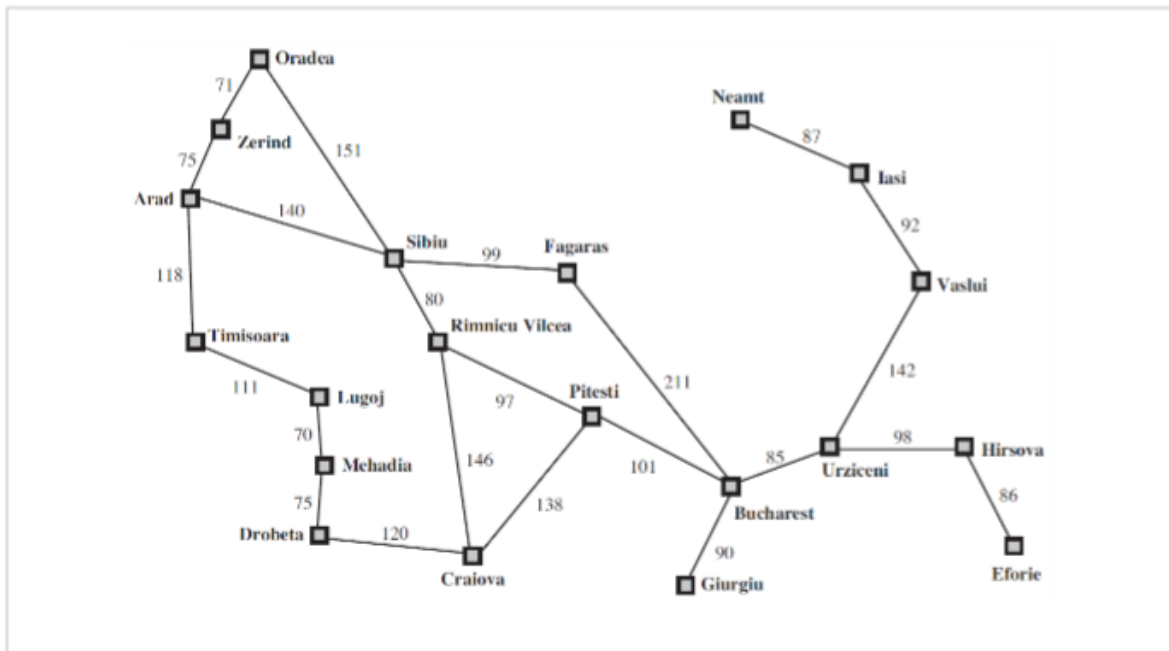 Oradea
71
Neamt
87
Zerind
151
75
Iasi
Arad
140
92
Sibiu
99
Fagaras
118
80
Vaslui
Rimnicu Vilcea
Timisoara
142
111
Lugoj
97
Pitesti
211
70
98
Hirsova
Mehadia
146
101
85
Urziceni
86
75
138
Bucharest
Drobeta
120
90
Craiova
Giurgiu
Eforie